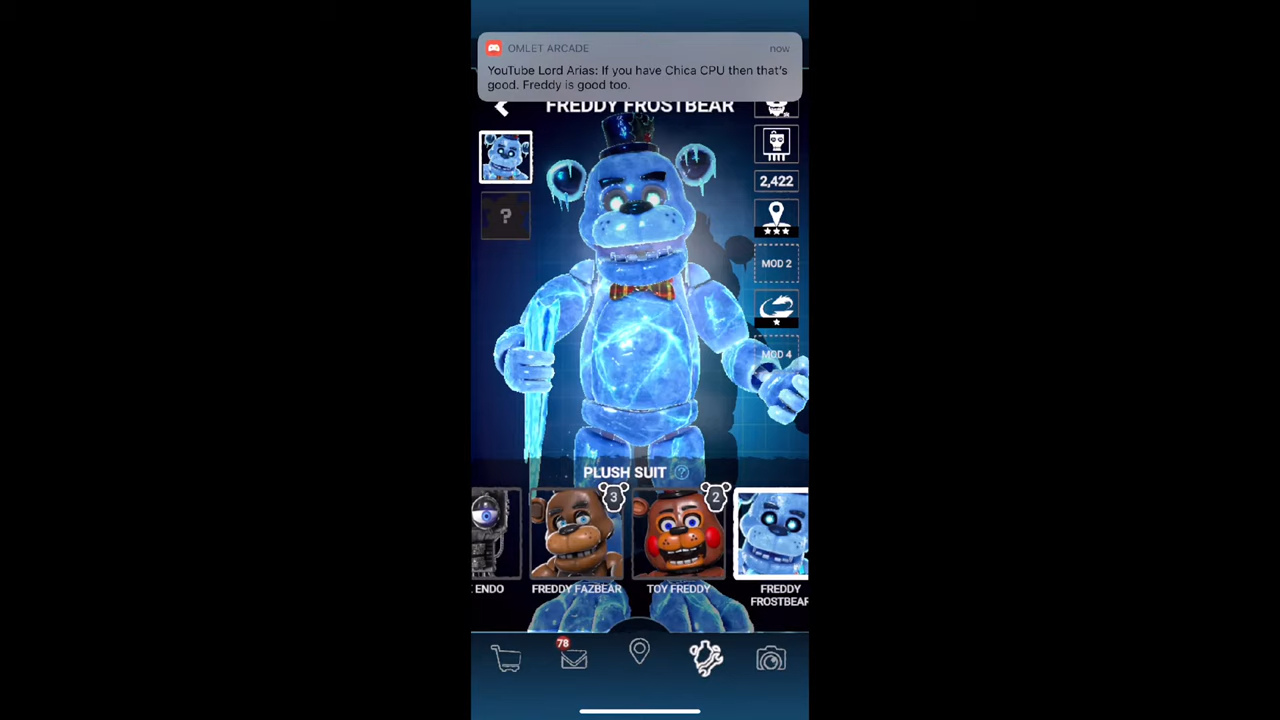 OMLET ARCADE
now
YouTube Lord Arias: If you have Chica CPU then that's
good. Freddy is good too.
FREDDY FROSTBEAR
?
2,422
MOD 2
MOD 4
PLUSH SUIT ?
3
2
ENDO
FREDDY FAZBEAR
TOY FREDDY
FREDDY
FROSTBEAR
78